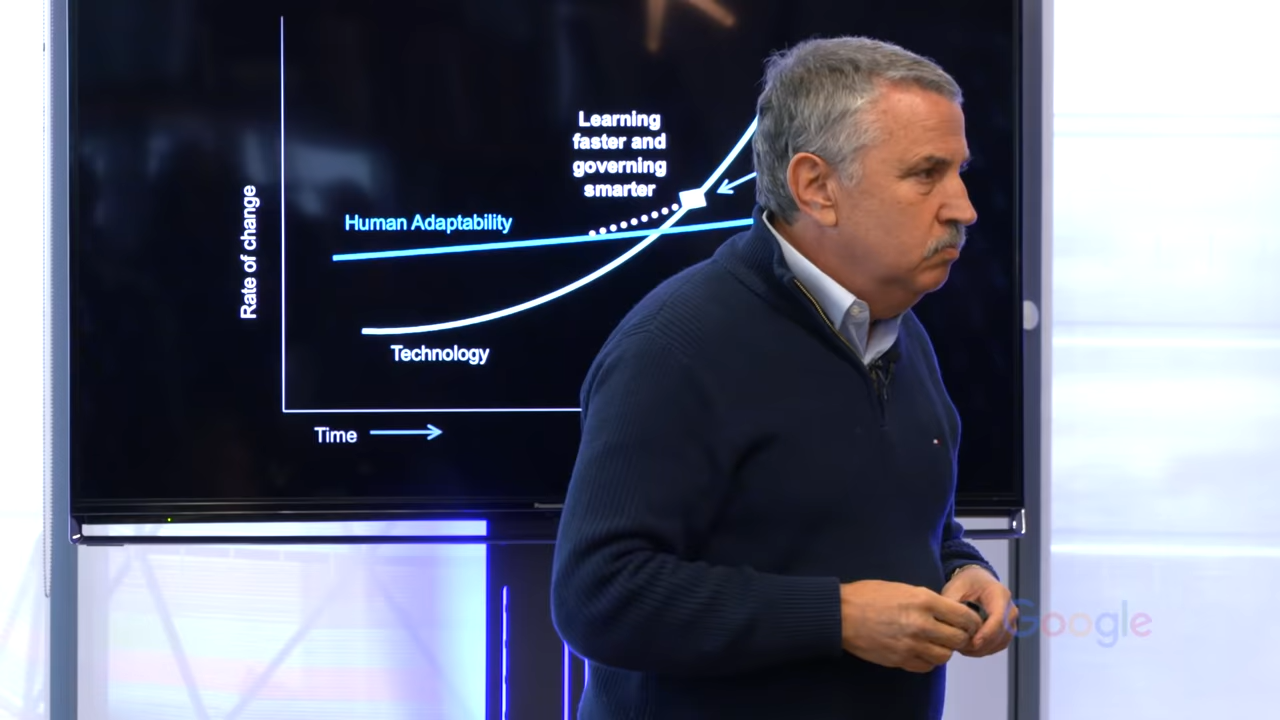 Learning
faster and
governing
smarter
Human Adaptability
Rate of change
Technology
Time
Google